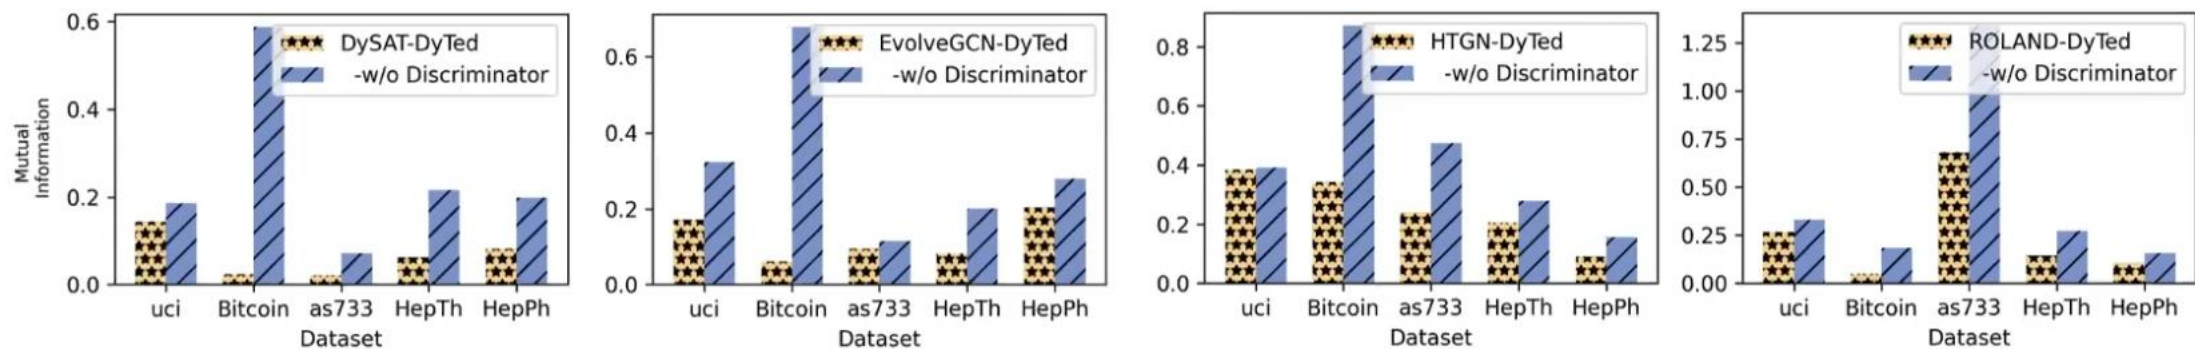 Mutual
Information
0.6
0.4
0.2
0.0
DySAT-DyTed
-w/o Discriminator
uci Bitcoin as733 HepTh HepPh
Dataset
0.6
0.4
0.2
0.0
EvolveGCN-DyTed
-w/o Discriminator
uci Bitcoin as733 HepTh HepPh
Dataset
0.8
0.6
0.4
0.2
0.0
HTGN-DyTed
-w/o Discriminator
uci Bitcoin as733 HepTh HepPh
Dataset
1.25
1.00
0.75
0.50
0.25
0.00
ROLAND-DyTed
-w/o Discriminator
uci Bitcoin as733 HepTh HepPh
Dataset